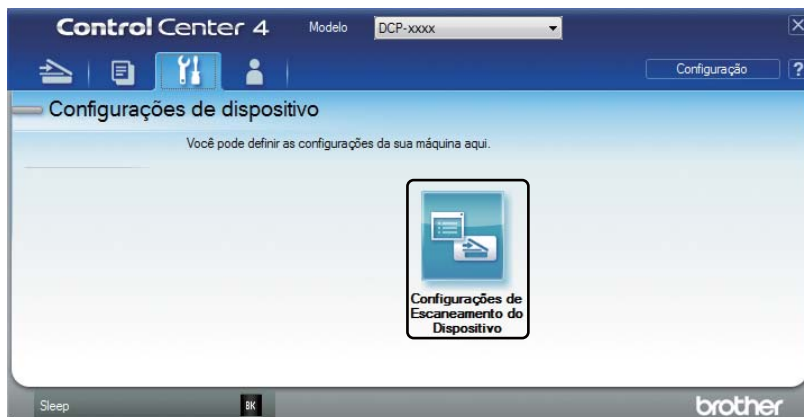 Control Center 4 Modelo DCP-xxxx X
Configuração ?
Configurações de dispositivo
Você pode definir as configurações da sua máquina aqui.
Configurações de
Escaneamento do
Dispositivo
Sleep BK brother